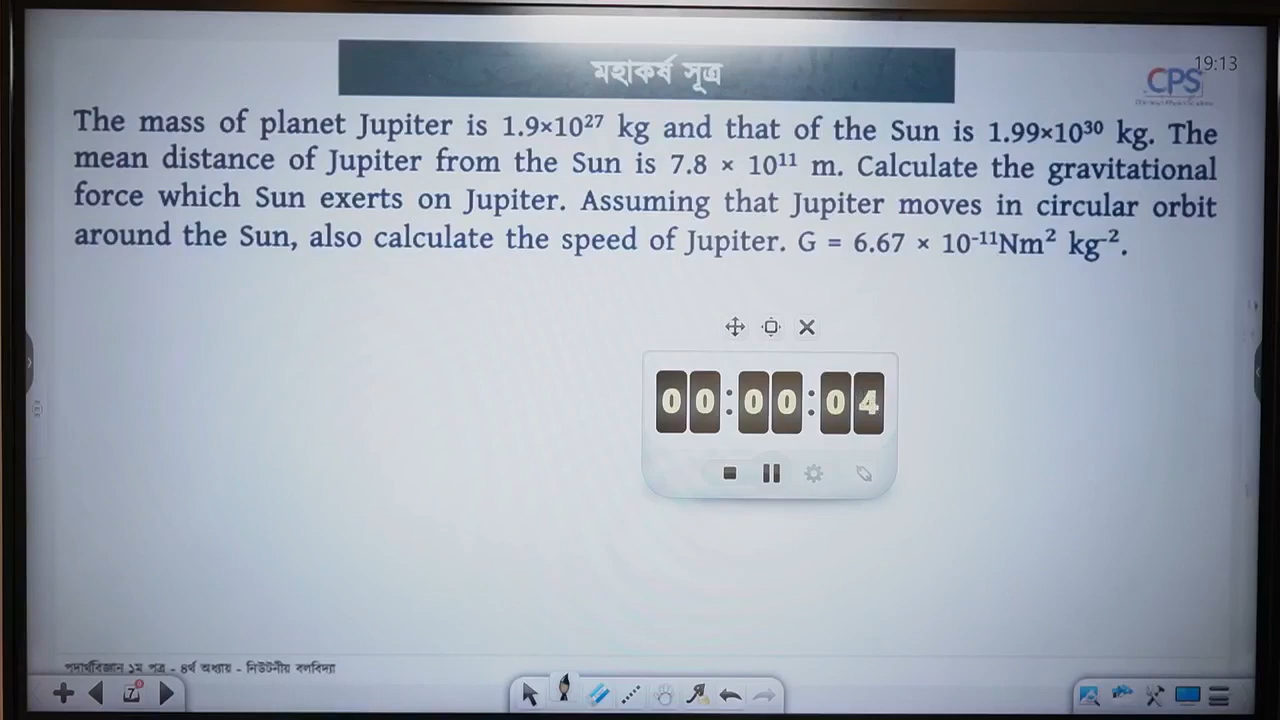 মহাকর্ষ সূত্র
19:13
CPS
The mass of planet Jupiter is 1.9×10²⁷ kg and that of the Sun is 1.99×10³⁰ kg. The
mean distance of Jupiter from the Sun is 7.8 × 10¹¹ m. Calculate the gravitational
force which Sun exerts on Jupiter. Assuming that Jupiter moves in circular orbit
around the Sun, also calculate the speed of Jupiter. G = 6.67 × 10⁻¹¹Nm² kg⁻².
00:00:04
পদার্থবিজ্ঞান ১ম পত্র - ৪র্থ অধ্যায় - নিউটনীয় বলবিদ্যা
7